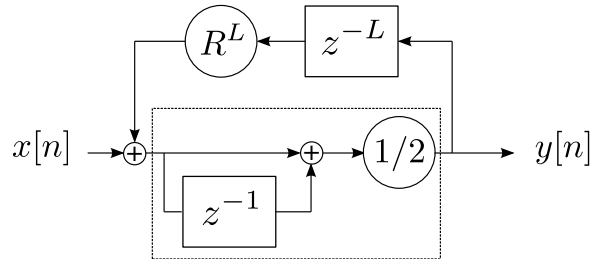 R^L
z^{-L}
x[n]
+
+
1/2
y[n]
z^{-1}